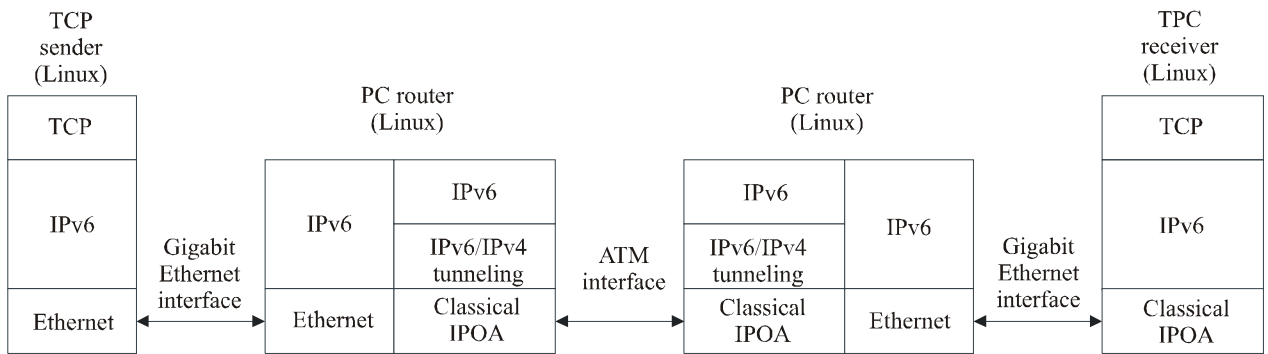 TCP
sender
(Linux)
TCP
IPv6
Ethernet
Gigabit
Ethernet
interface
PC router
(Linux)
IPv6
Ethernet
IPv6
IPv6/IPv4
tunneling
Classical
IPOA
ATM
interface
PC router
(Linux)
IPv6
IPv6/IPv4
tunneling
Classical
IPOA
IPv6
Ethernet
Gigabit
Ethernet
interface
TPC
receiver
(Linux)
TCP
IPv6
Classical
IPOA